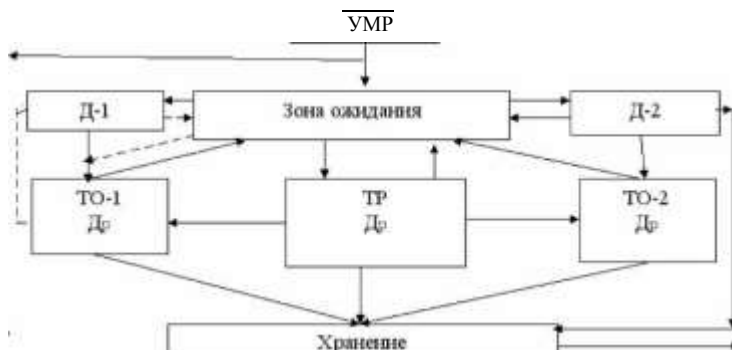 УМР
Д-1
Зона ожидания
Д-2
ТО-1
Др
ТР
Др
ТО-2
Др
Хранение